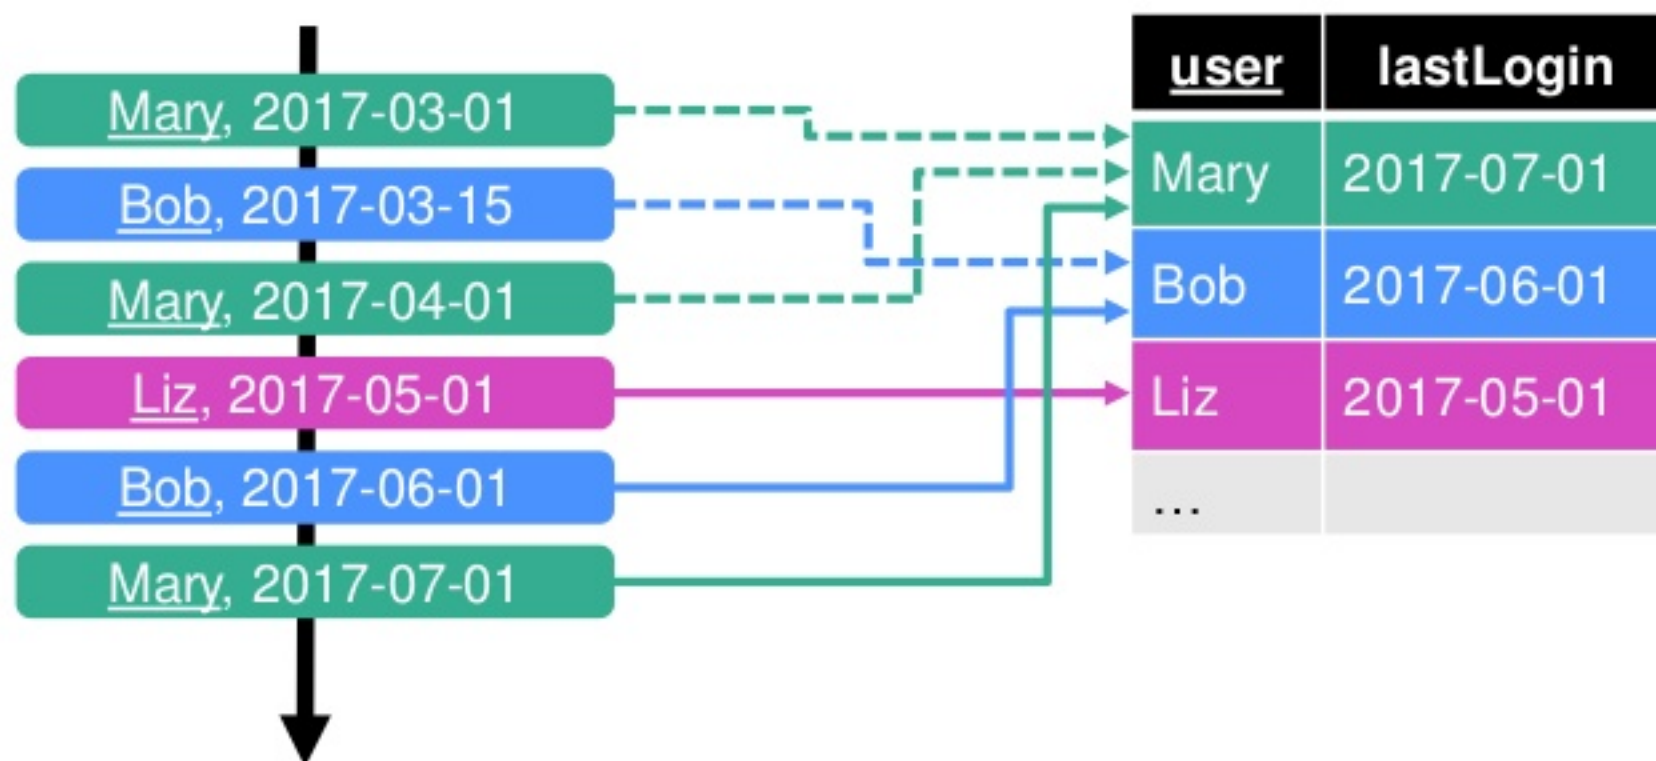 Mary, 2017-03-01
Bob, 2017-03-15
Mary, 2017-04-01
Liz, 2017-05-01
Bob, 2017-06-01
Mary, 2017-07-01
user lastLogin
Mary 2017-07-01
Bob 2017-06-01
Liz 2017-05-01
...